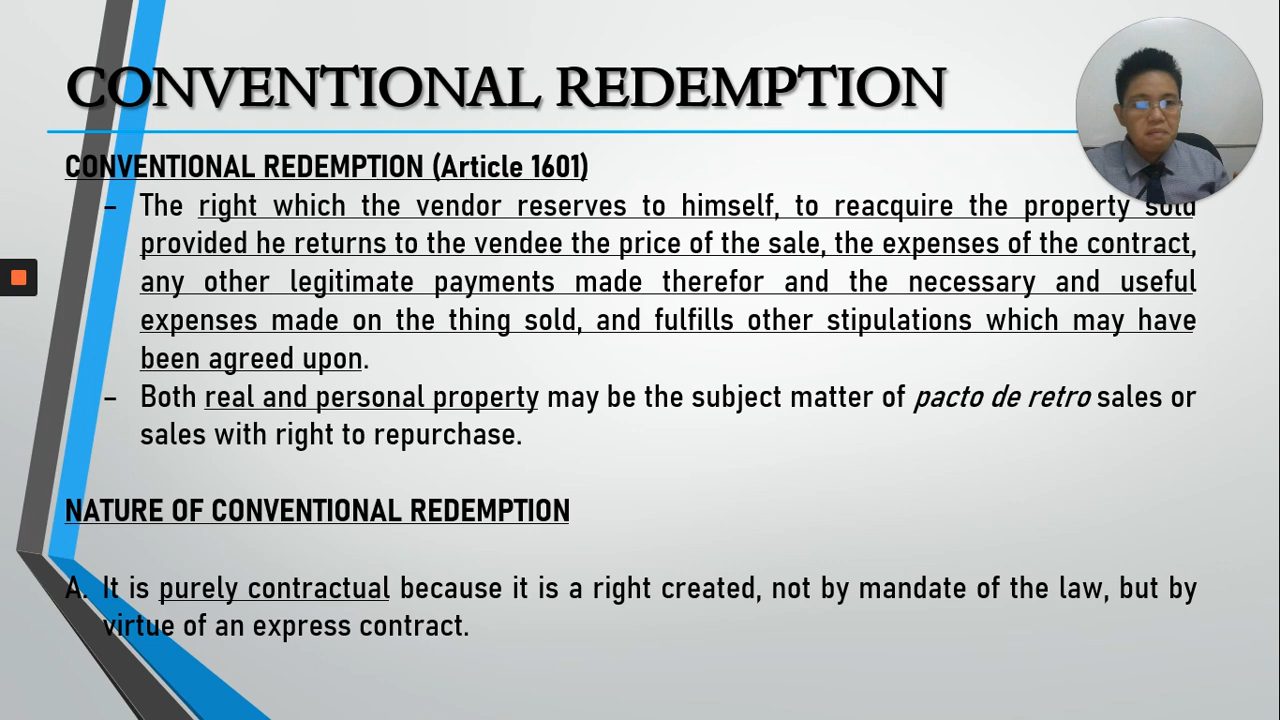 CONVENTIONAL REDEMPTION
CONVENTIONAL REDEMPTION (Article 1601)
– The right which the vendor reserves to himself, to reacquire the property sold
provided he returns to the vendee the price of the sale, the expenses of the contract,
any other legitimate payments made therefor and the necessary and useful
expenses made on the thing sold, and fulfills other stipulations which may have
been agreed upon.
– Both real and personal property may be the subject matter of pacto de retro sales or
sales with right to repurchase.
NATURE OF CONVENTIONAL REDEMPTION
A. It is purely contractual because it is a right created, not by mandate of the law, but by
virtue of an express contract.